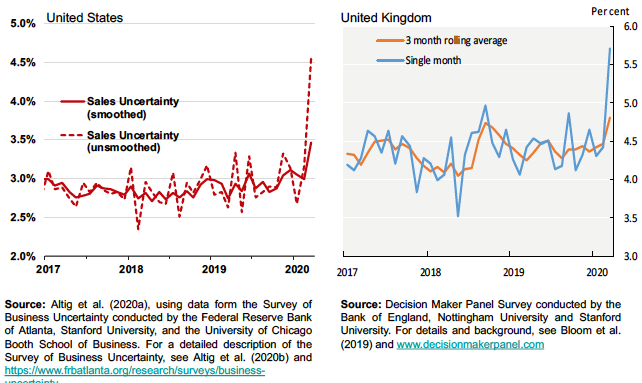 United States
5.0%
4.5%
4.0%
3.5%
3.0%
2.5%
2.0%
Sales Uncertainty
(smoothed)
Sales Uncertainty
(unsmoothed)
2017
2018
2019
2020
United Kingdom
Per cent
6.0
5.5
5.0
4.5
4.0
3.5
3.0
3 month rolling average
Single month
2017
2018
2019
2020
Source: Altig et al. (2020a), using data form the Survey of
Business Uncertainty conducted by the Federal Reserve Bank
of Atlanta, Stanford University, and the University of Chicago
Booth School of Business. For a detailed description of the
Survey of Business Uncertainty, see Altig et al. (2020b) and
https://www.frbatlanta.org/research/surveys/business-
uncertainty
Source: Decision Maker Panel Survey conducted by the
Bank of England, Nottingham University and Stanford
University. For details and background, see Bloom et al.
(2019) and www.decisionmakerpanel.com